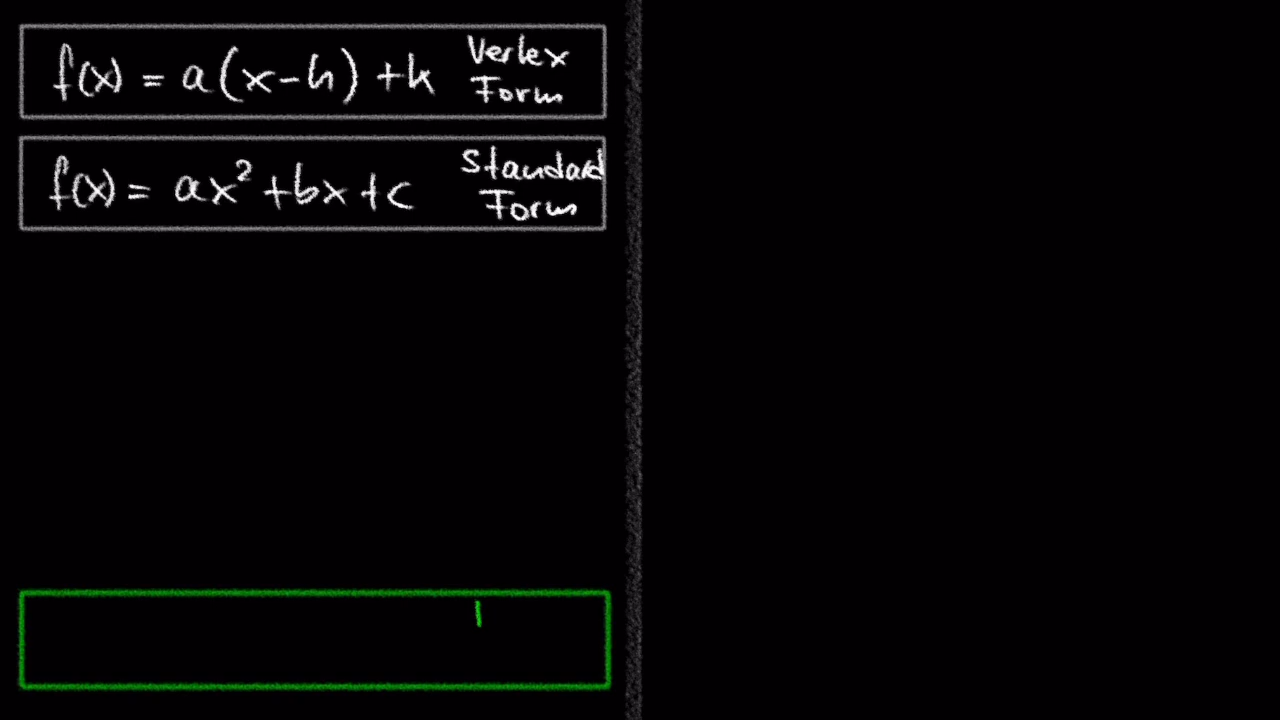 f(x) = a(x-h) + k Vertex Form
f(x) = ax² + bx + c Standard Form